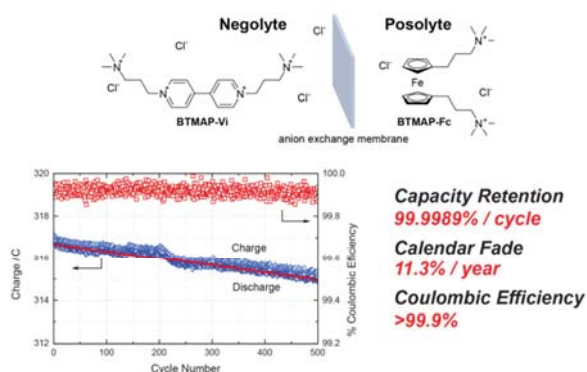 Negolyte
Posolyte
Cl⁻
Cl⁻
Cl⁻
Cl⁻
N⁺
N⁺
N⁺
N⁺
BTMAP-Vi
Cl⁻
Cl⁻
Fe
N⁺
N⁺
BTMAP-Fc
anion exchange membrane
320
318
316
314
312
Charge /C
Charge
Discharge
0
100
200
300
400
500
Cycle Number
100.0
99.8
99.6
99.4
99.2
% Coulombic Efficiency
Capacity Retention
99.9989% / cycle
Calendar Fade
11.3% / year
Coulombic Efficiency
>99.9%